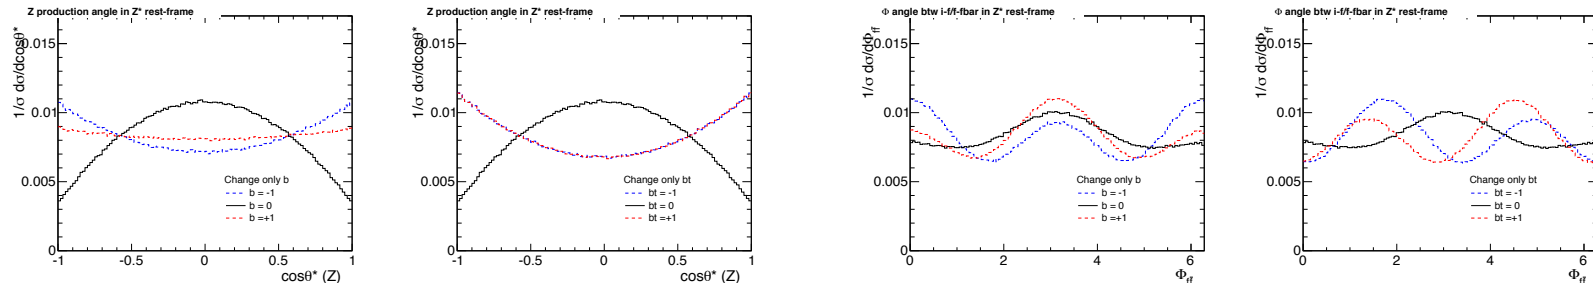 Z production angle in Z* rest-frame
1/σ dσ/dcosθ*
0.015
0.01
0.005
0
Change only b
b = -1
b = 0
b =+1
-1 -0.5 0 0.5 1
cosθ* (Z)
Z production angle in Z* rest-frame
1/σ dσ/dcosθ*
0.015
0.01
0.005
0
Change only bt
bt = -1
bt = 0
bt =+1
-1 -0.5 0 0.5 1
cosθ* (Z)
Φ angle btw i-f/f-fbar in Z* rest-frame
1/σ dσ/dΦff̄
0.015
0.01
0.005
0
Change only b
b = -1
b = 0
b =+1
0 2 4 6
Φff̄
Φ angle btw i-f/f-fbar in Z* rest-frame
1/σ dσ/dΦff̄
0.015
0.01
0.005
0
Change only bt
bt = -1
bt = 0
bt =+1
0 2 4 6
Φff̄